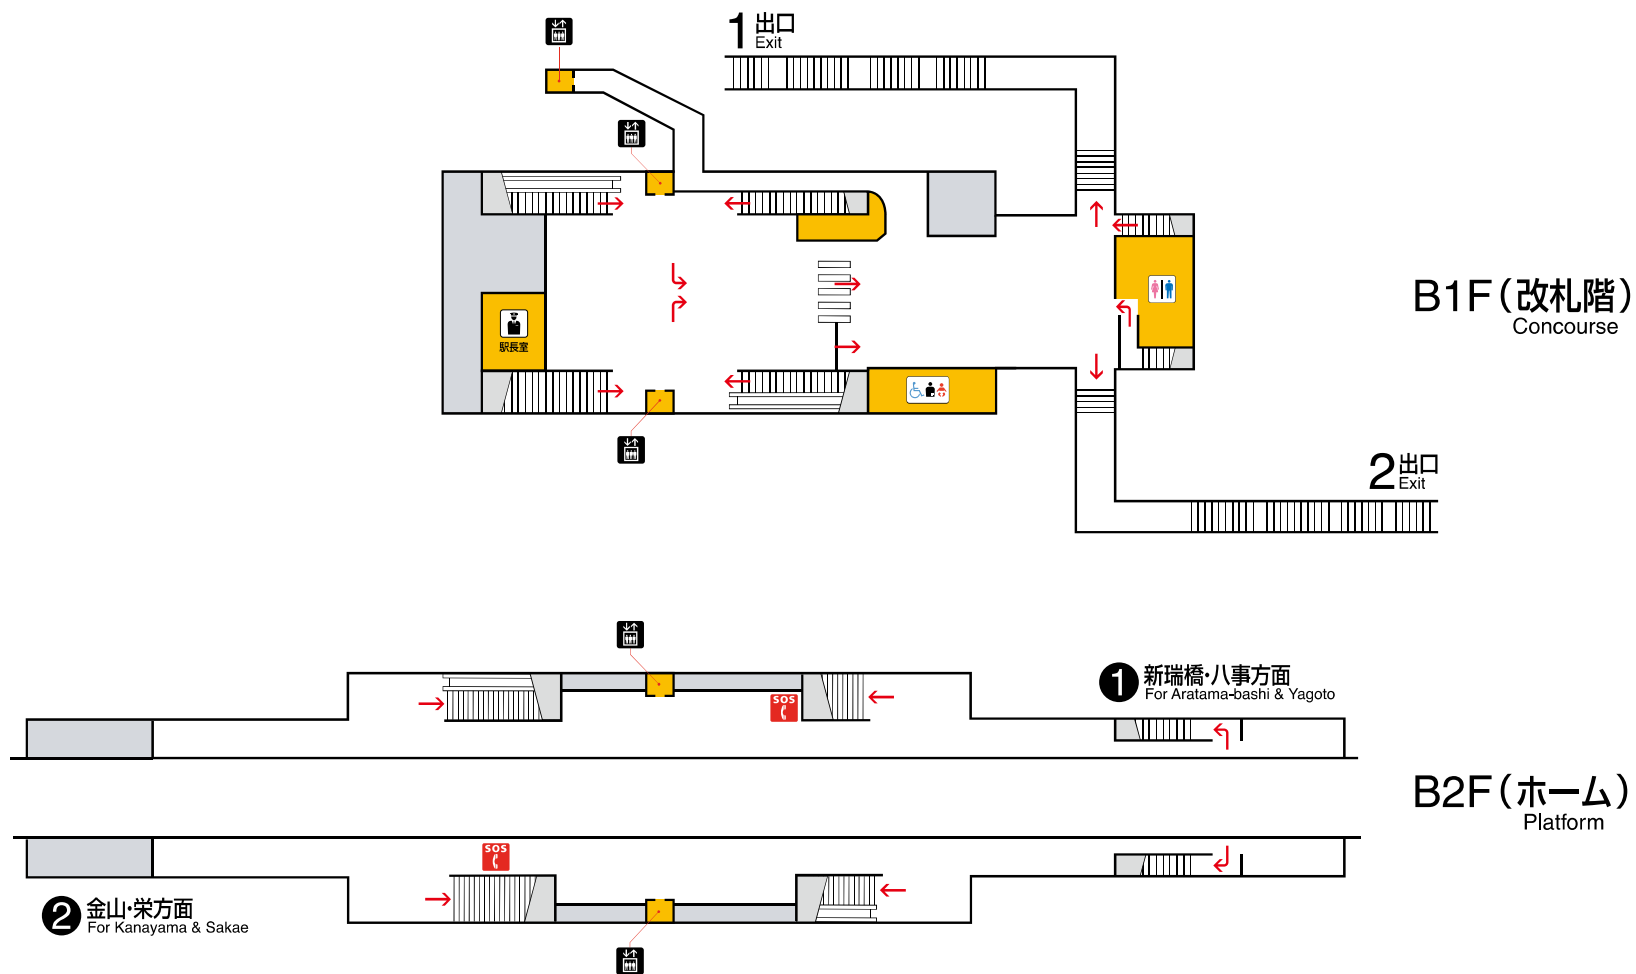 1 出口
Exit
駅長室
B1F(改札階)
Concourse
2 出口
Exit
1 新瑞橋・八事方面
For Aratama-bashi & Yagoto
SOS
B2F(ホーム)
Platform
SOS
2 金山・栄方面
For Kanayama & Sakae